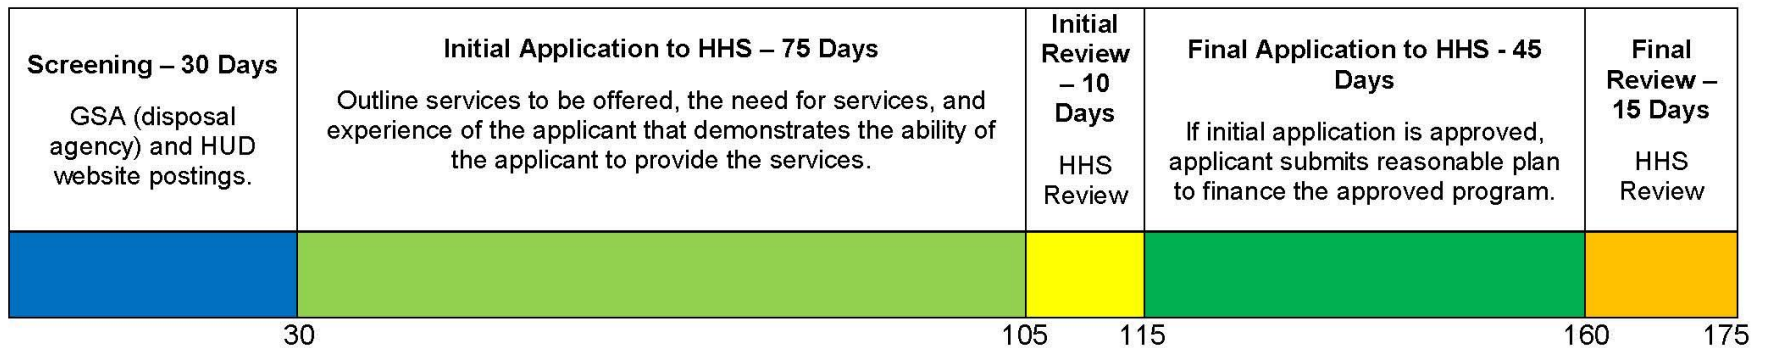 Screening – 30 Days
GSA (disposal
agency) and HUD
website postings.
Initial Application to HHS – 75 Days
Outline services to be offered, the need for services, and
experience of the applicant that demonstrates the ability of
the applicant to provide the services.
Initial
Review
– 10
Days
HHS
Review
Final Application to HHS - 45
Days
If initial application is approved,
applicant submits reasonable plan
to finance the approved program.
Final
Review –
15 Days
HHS
Review
30
105
115
160
175